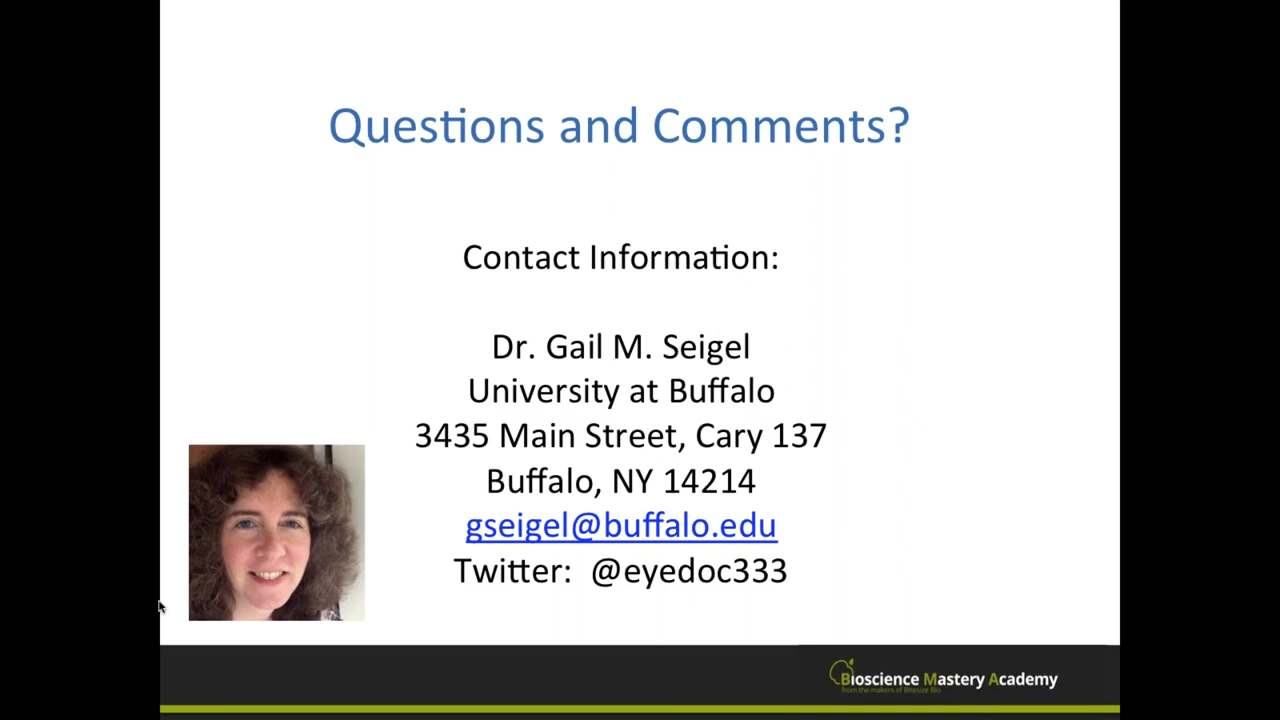 Questions and Comments?
Contact Information:
Dr. Gail M. Seigel
University at Buffalo
3435 Main Street, Cary 137
Buffalo, NY 14214
gseigel@buffalo.edu
Twitter: @eyedoc333
Bioscience Mastery Academy
from the makers of Bitesize Bio